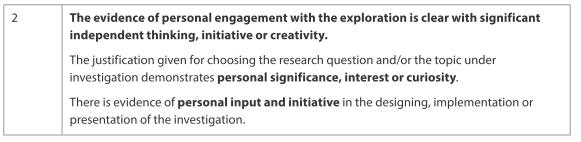 2
The evidence of personal engagement with the exploration is clear with significant
independent thinking, initiative or creativity.
The justification given for choosing the research question and/or the topic under
investigation demonstrates personal significance, interest or curiosity.
There is evidence of personal input and initiative in the designing, implementation or
presentation of the investigation.